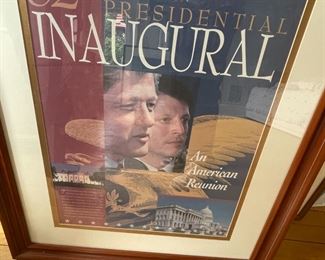 PRESIDENTIAL
INAUGURAL
An
American
Reunion